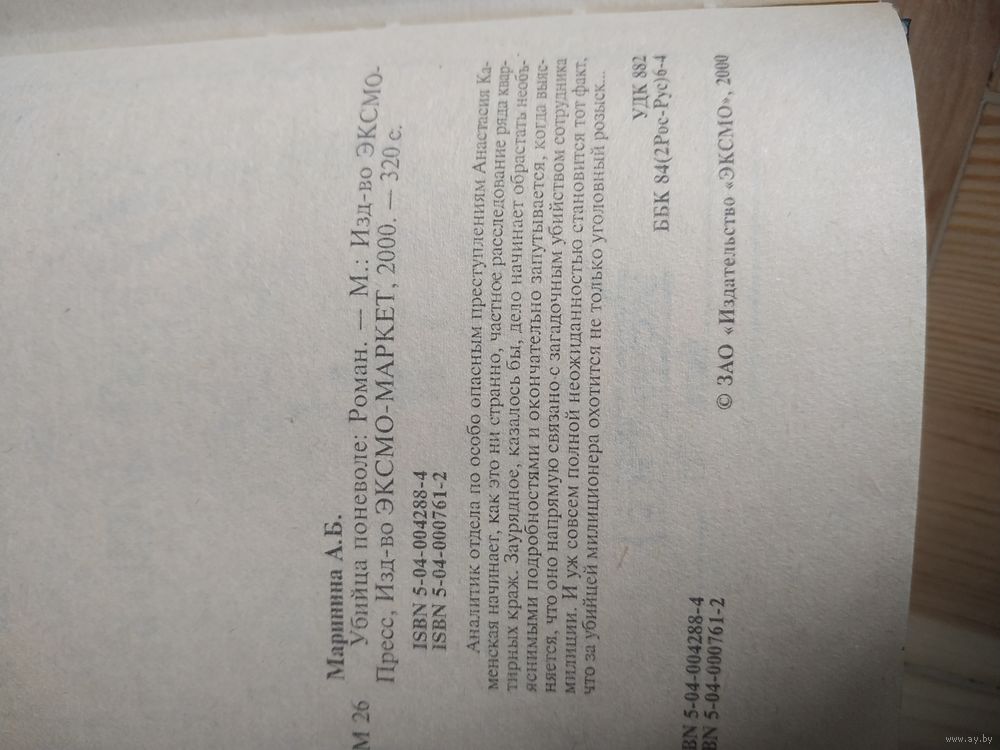 Маринина А.Б.
М 26 Убийца поневоле: Роман. — М.: Изд-во ЭКСМО-
Пресс, Изд-во ЭКСМО-МАРКЕТ, 2000. — 320 с.
ISBN 5-04-004288-4
ISBN 5-04-000761-2
Аналитик отдела по особо опасным преступлениям Анастасия Ка-
менская начинает, как это ни странно, частное расследование ряда квар-
тирных краж. Заурядное, казалось бы, дело начинает обрастать необъ-
яснимыми подробностями и окончательно запутывается, когда выяс-
няется, что оно напрямую связано с загадочным убийством сотрудника
милиции. И уж совсем полной неожиданностью становится тот факт,
что за убийцей милиционера охотится не только уголовный розыск...
УДК 882
ББК 84(2Рос-Рус)6-4
BN 5-04-004288-4
BN 5-04-000761-2
© ЗАО «Издательство «ЭКСМО», 2000
www.ay.by